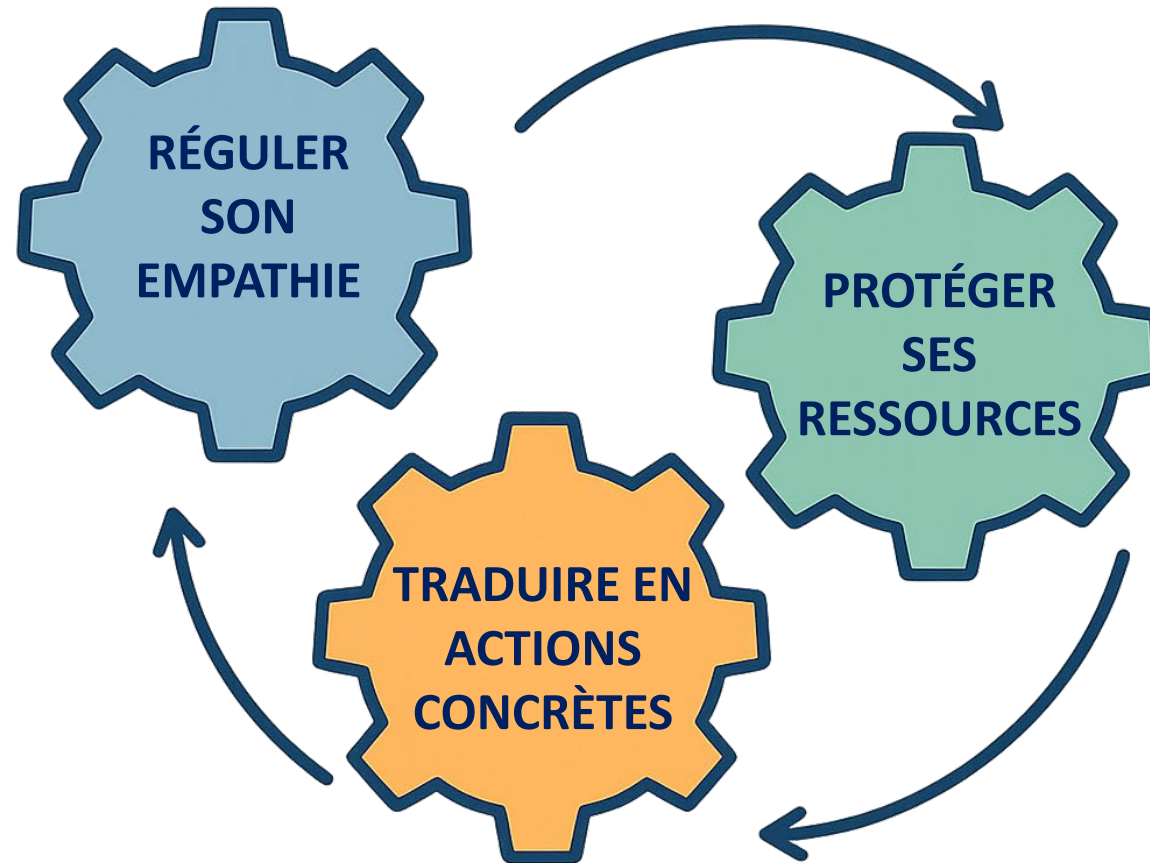 RÉGULER
SON
EMPATHIE
PROTÉGER
SES
RESSOURCES
TRADUIRE EN
ACTIONS
CONCRÈTES